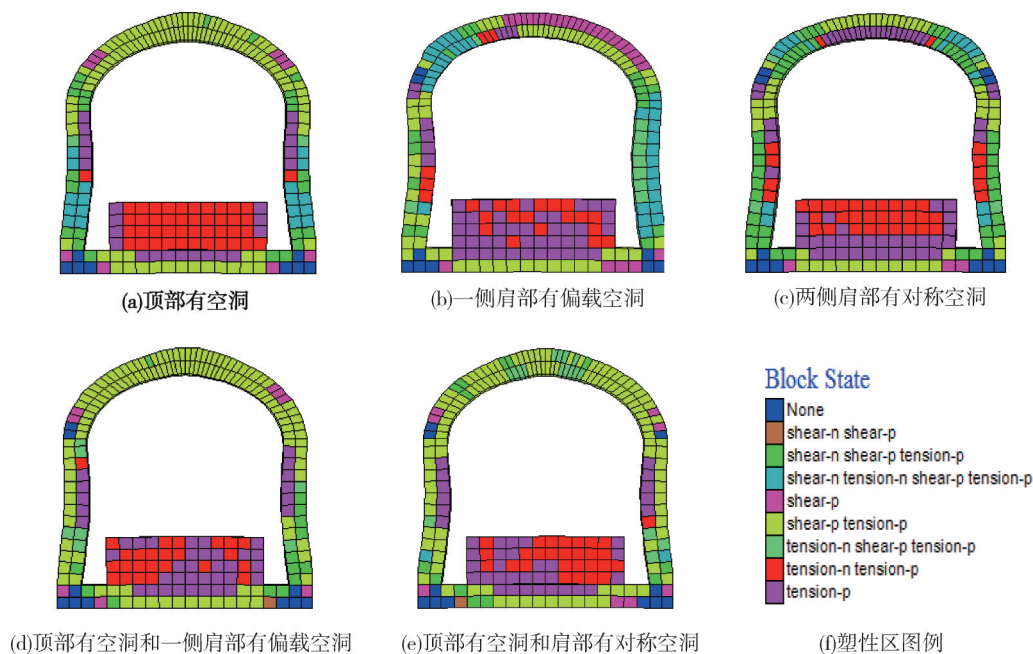 (a)顶部有空洞
(b)一侧肩部有偏载空洞
(c)两侧肩部有对称空洞
(d)顶部有空洞和一侧肩部有偏载空洞
(e)顶部有空洞和肩部有对称空洞
Block State
None
shear-n shear-p
shear-n shear-p tension-p
shear-n tension-n shear-p tension-p
shear-p
shear-p tension-p
tension-n shear-p tension-p
tension-n tension-p
tension-p
(f)塑性区图例